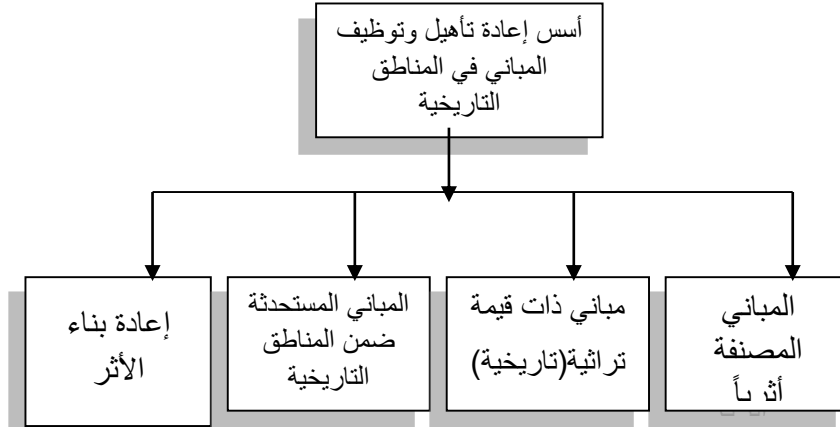 أسس إعادة تأهيل وتوظيف
المباني في المناطق
التاريخية
المباني
المصنفة
أثرياً
مباني ذات قيمة
تراثية(تاريخية)
المباني المستحدثة
ضمن المناطق
التاريخية
إعادة بناء
الأثر